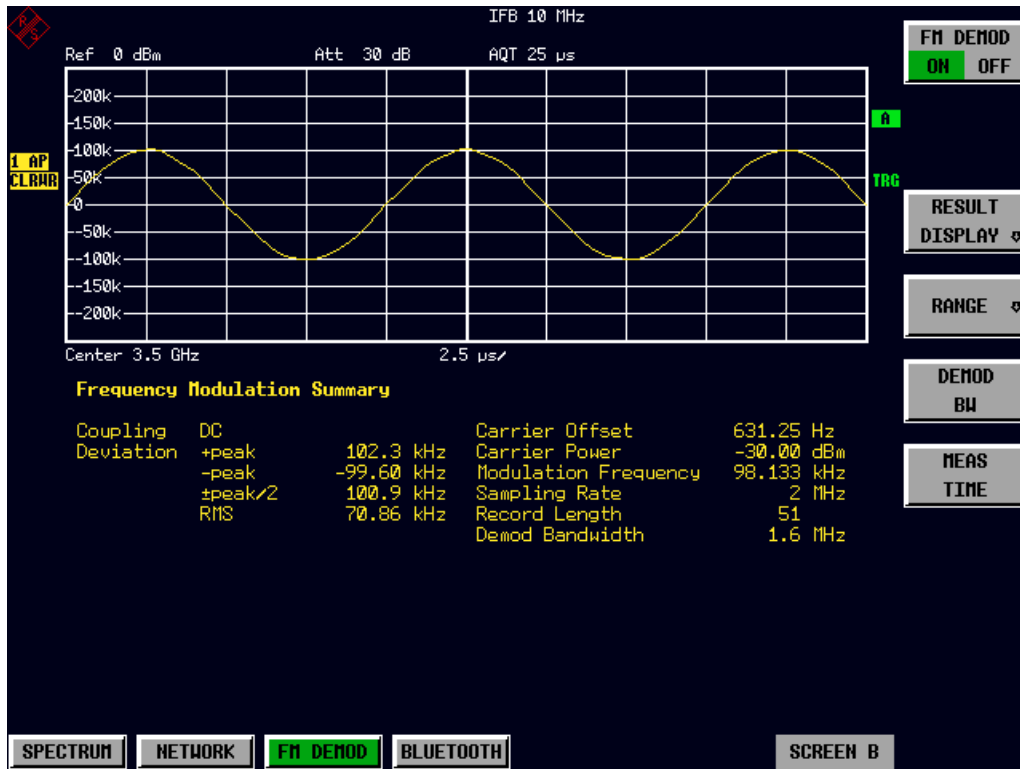 R
S
IFB 10 MHz
Ref 0 dBm Att 30 dB AQT 25 µs
FM DEMOD
ON OFF
200k
150k
100k
50k
0
-50k
-100k
-150k
-200k
1 AP
CLRWR
A
TRG
RESULT
DISPLAY
RANGE
DEMOD
BW
MEAS
TIME
Center 3.5 GHz 2.5 µs/
Frequency Modulation Summary
Coupling DC Carrier Offset 631.25 Hz
Deviation +peak 102.3 kHz Carrier Power -30.00 dBm
-peak -99.60 kHz Modulation Frequency 98.133 kHz
±peak/2 100.9 kHz Sampling Rate 2 MHz
RMS 70.86 kHz Record Length 51
Demod Bandwidth 1.6 MHz
SPECTRUM NETWORK FM DEMOD BLUETOOTH SCREEN B